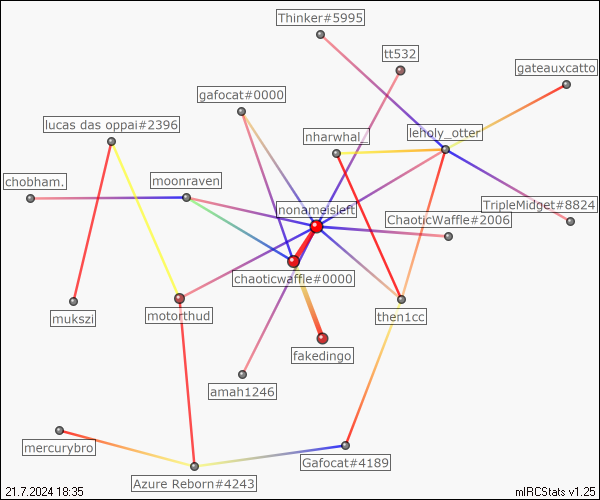 Thinker#5995
tt532
gateauxcatto
gafocat#0000
lucas das oppai#2396
nharwhal_
leholy_otter
chobham.
moonraven
nonameisleft
TripleMidget#8824
ChaoticWaffle#2006
chaoticwaffle#0000
mukszi
motorthud
then1cc
fakedingo
amah1246
mercurybro
Gafocat#4189
Azure Reborn#4243
21.7.2024 18:35
mIRCStats v1.25